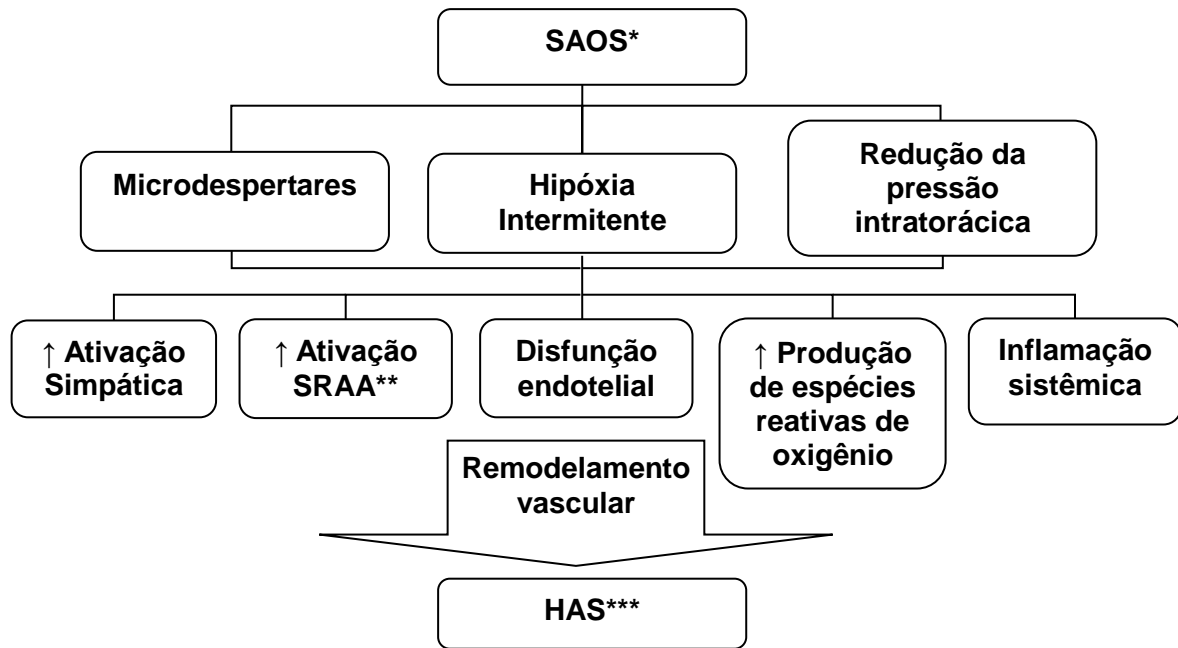 SAOS*
Microdespertares
Hipóxia
Intermitente
Redução da
pressão
intratorácica
↑ Ativação
Simpática
↑ Ativação
SRAA**
Disfunção
endotelial
↑ Produção
de espécies
reativas de
oxigênio
Inflamação
sistêmica
Remodelamento
vascular
HAS***